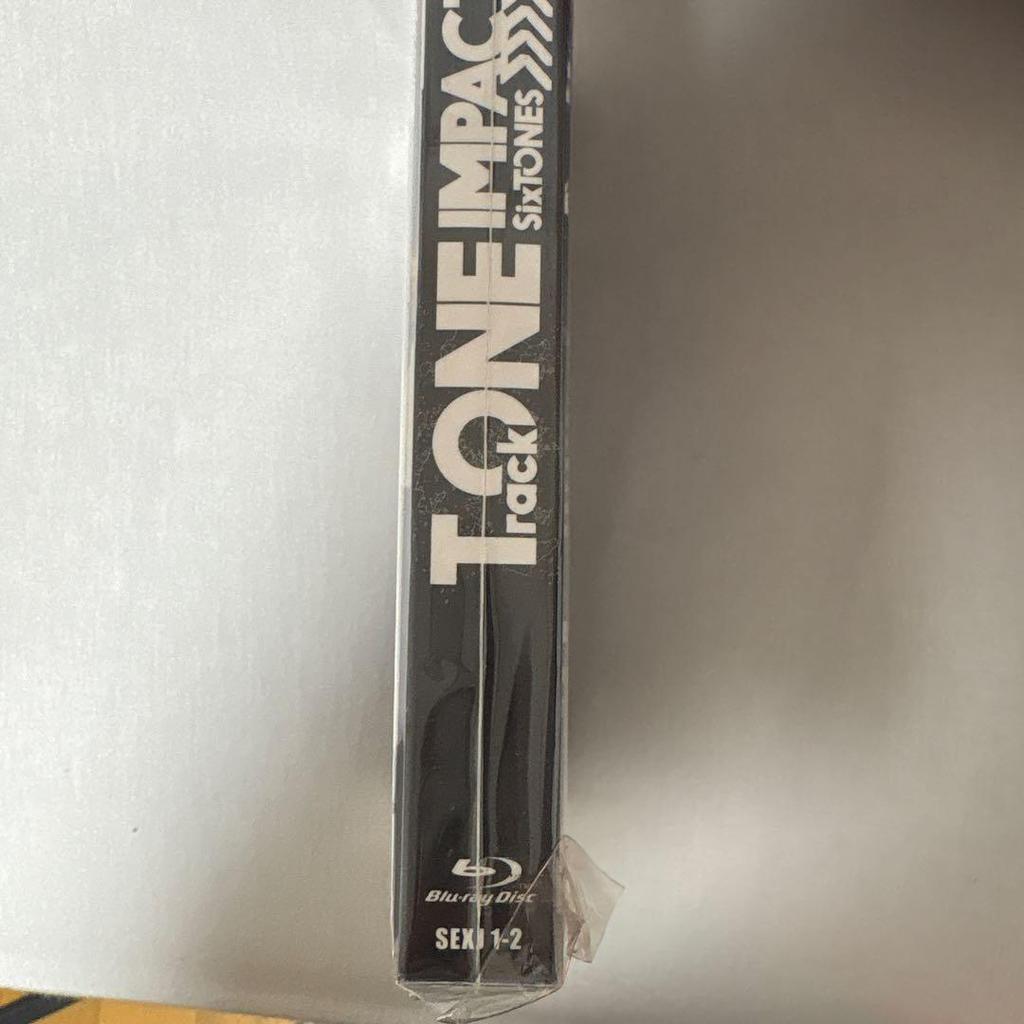 TrackONE IMPACT
SixTONES
Blu-ray Disc
SEXJ 1-2